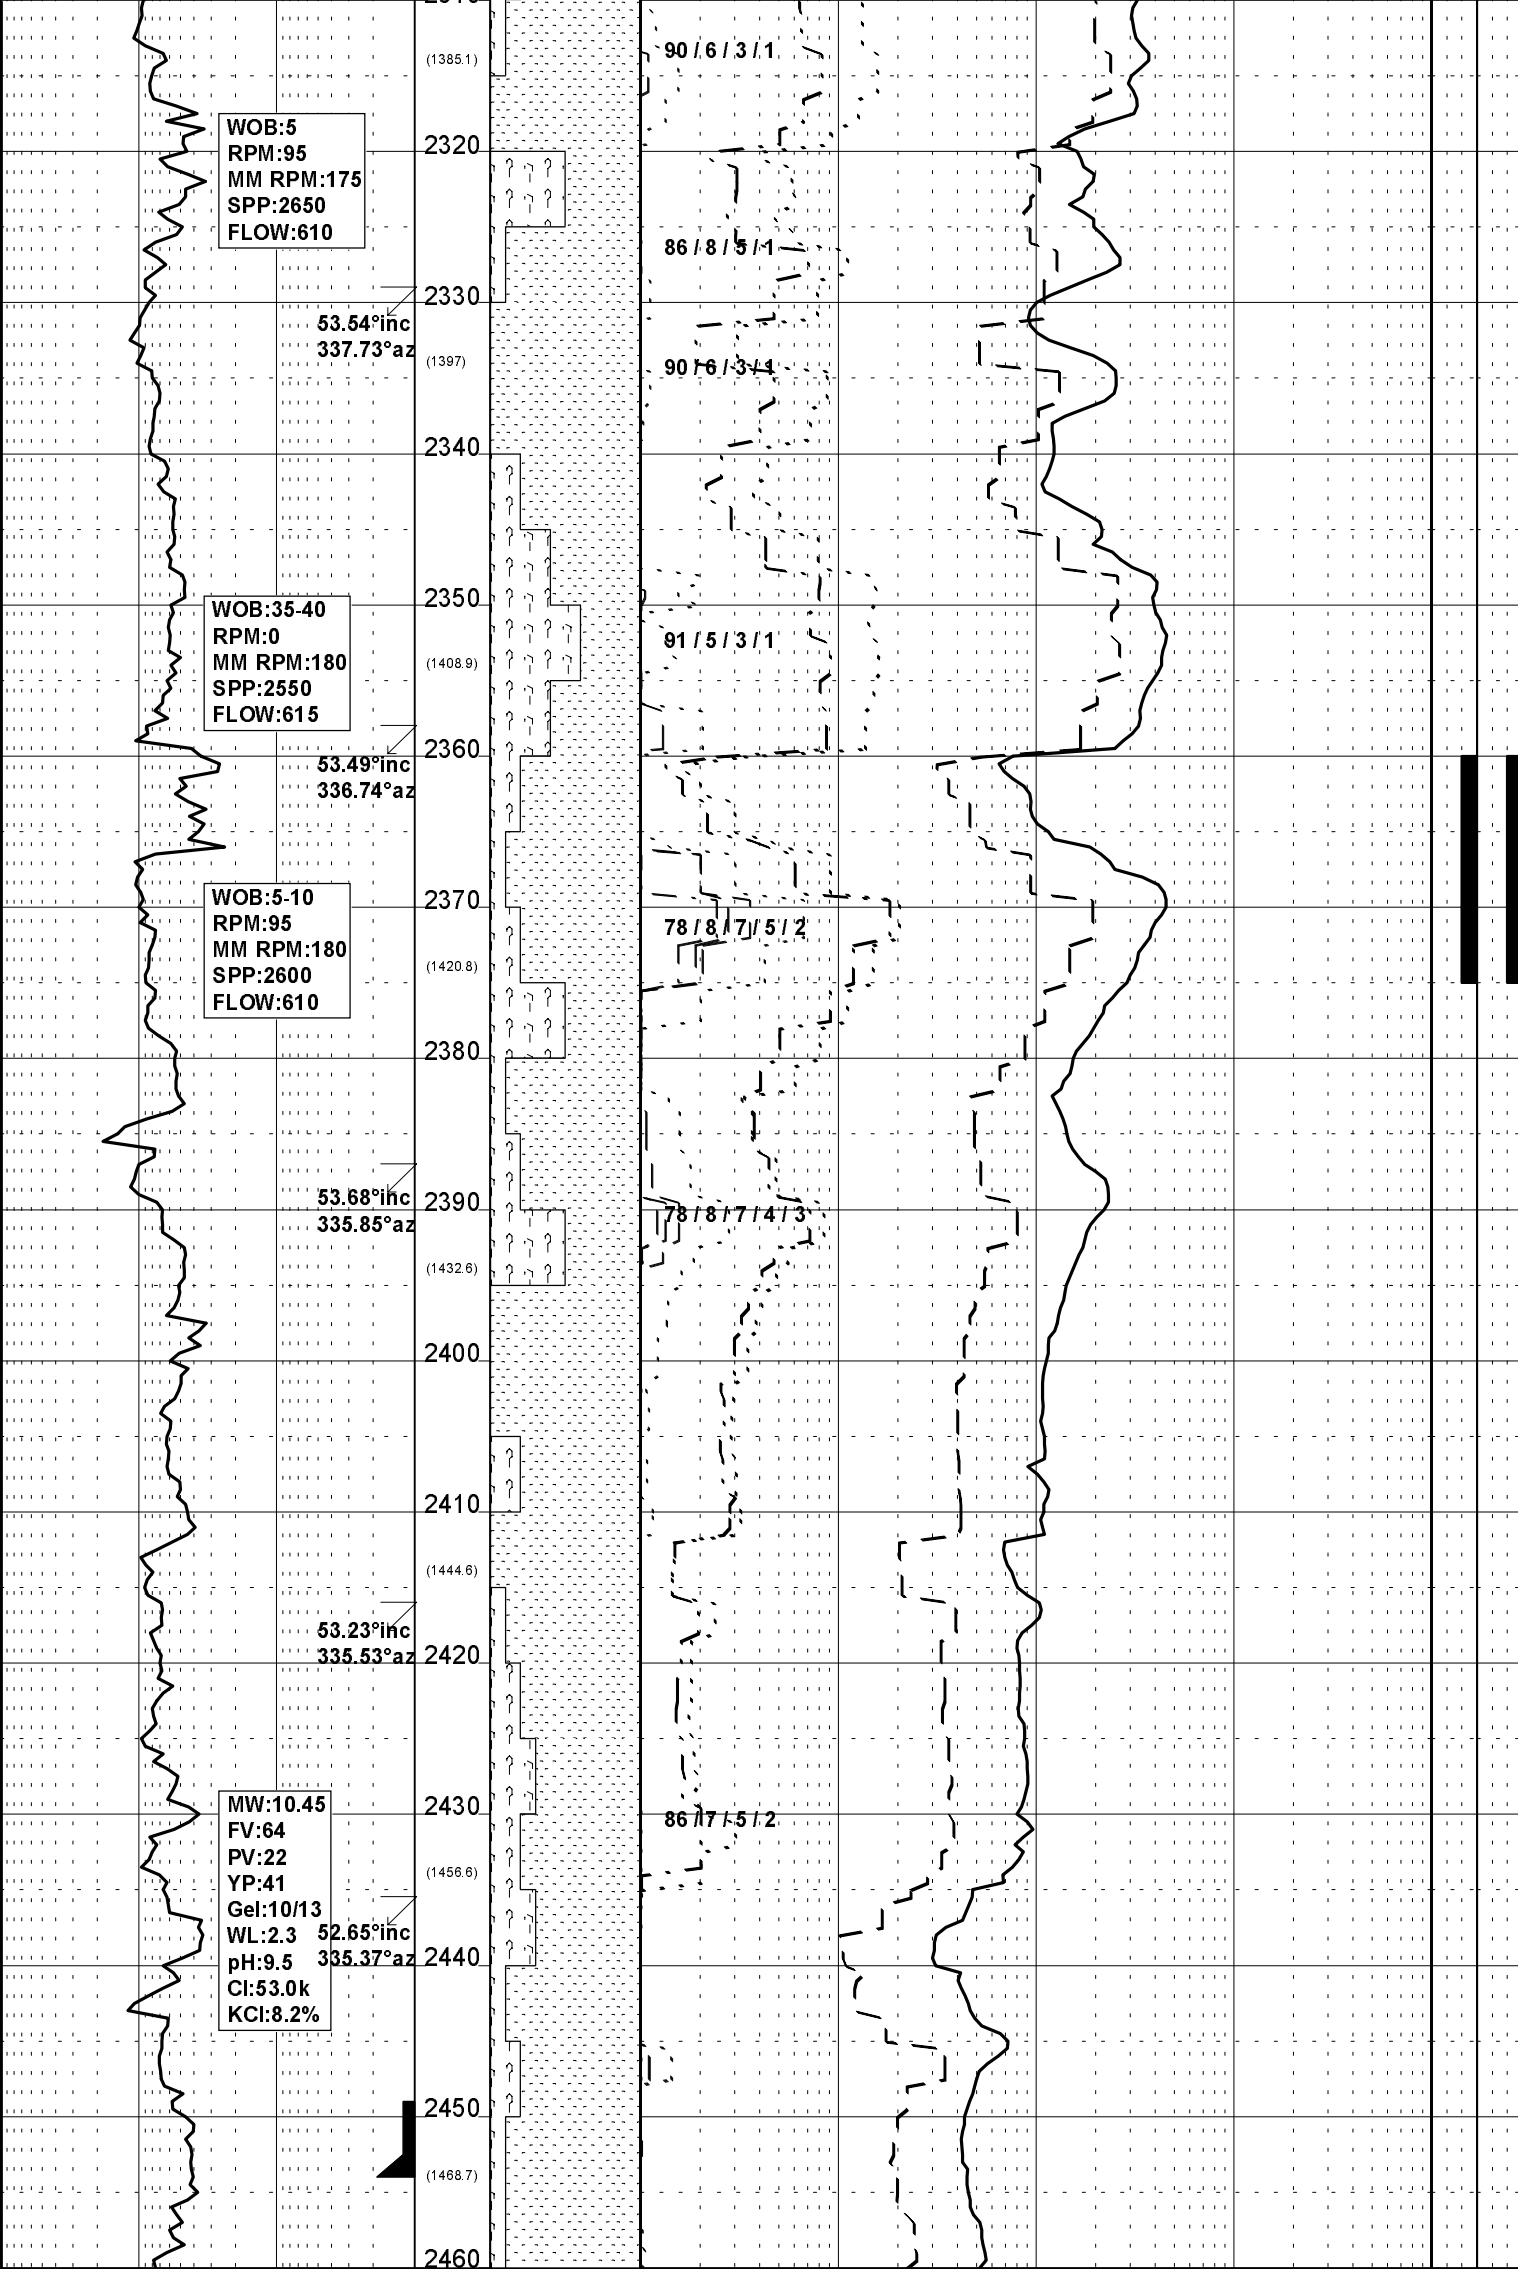 90 / 6 / 3 / 1
(1385.1)
WOB:5
RPM:95
MM RPM:175
SPP:2650
FLOW:610
2320
86 / 8 / 5 / 1
2330
53.54°inc
337.73°az
(1397)
90 / 6 / 3 / 1
2340
2350
WOB:35-40
RPM:0
MM RPM:180
SPP:2550
FLOW:615
91 / 5 / 3 / 1
(1408.9)
2360
53.49°inc
336.74°az
2370
WOB:5-10
RPM:95
MM RPM:180
SPP:2600
FLOW:610
78 / 8 / 7 / 5 / 2
(1420.8)
2380
53.68°inc
335.85°az
2390
78 / 8 / 7 / 4 / 3
(1432.6)
2400
2410
(1444.6)
53.23°inc
335.53°az
2420
2430
MW:10.45
FV:64
PV:22
YP:41
Gel:10/13
WL:2.3
pH:9.5
Cl:53.0k
KCl:8.2%
86 / 7 / 5 / 2
(1456.6)
52.65°inc
335.37°az
2440
2450
(1468.7)
2460